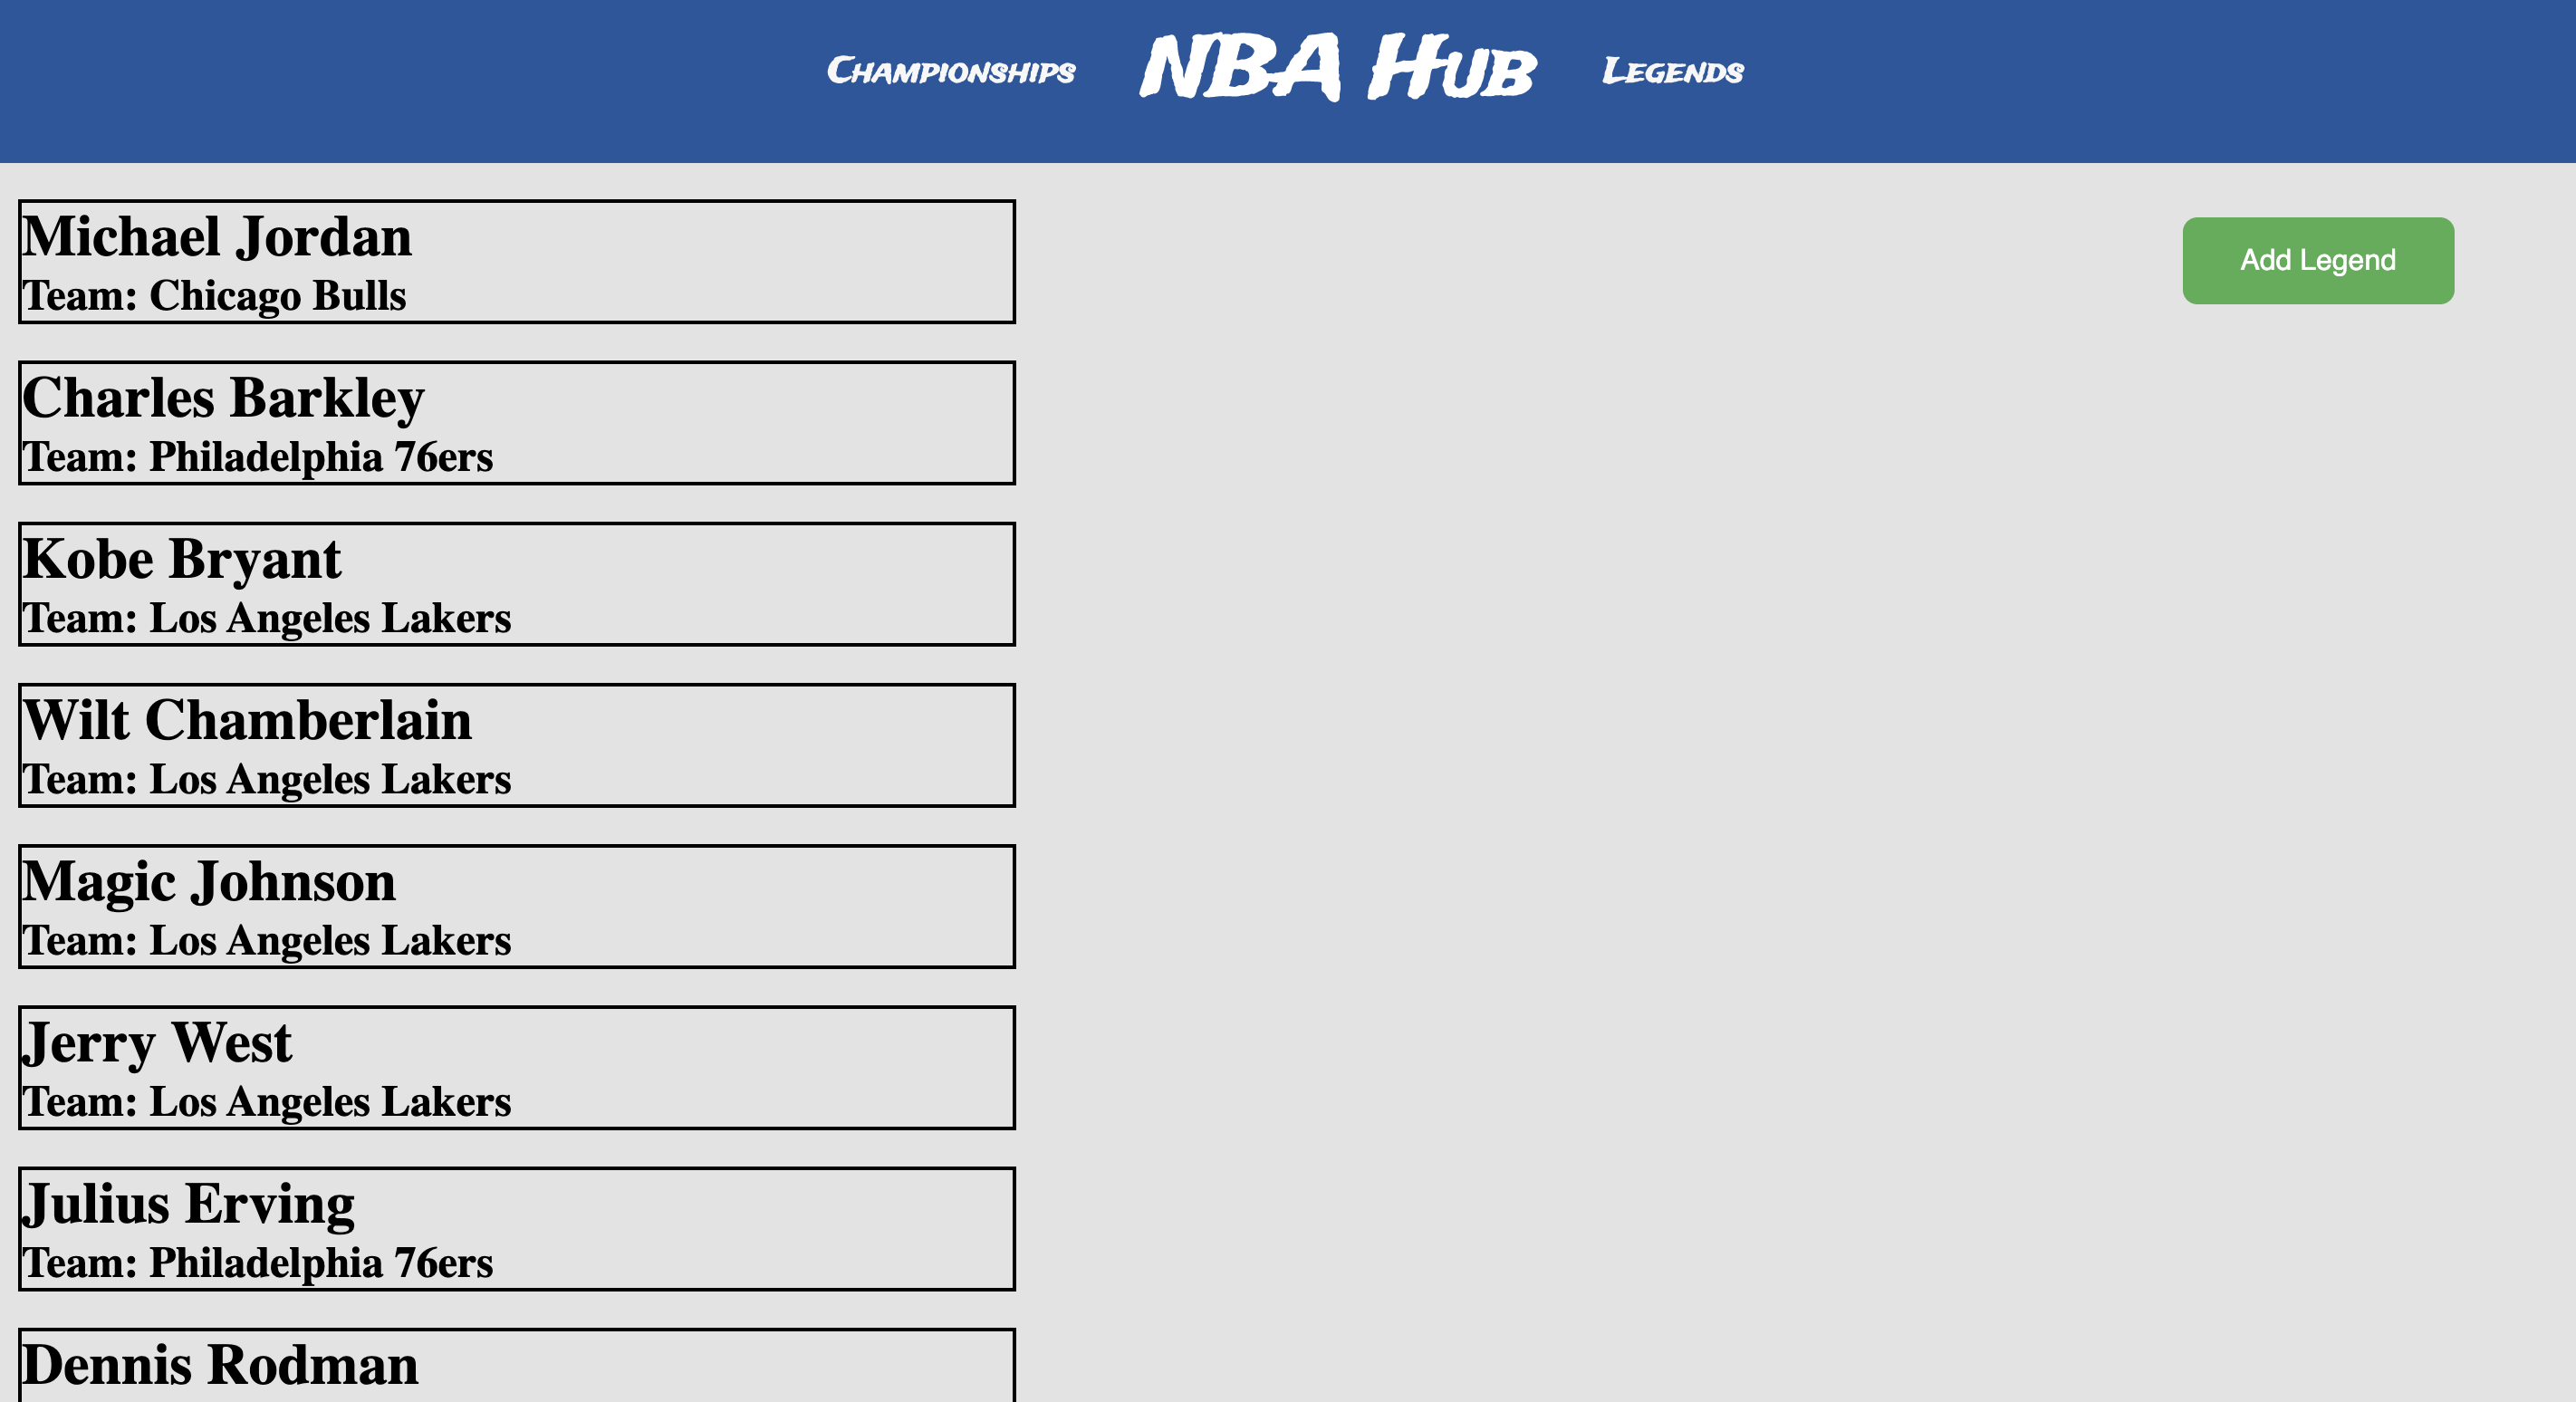 Championships NBA Hub Legends
Michael Jordan
Team: Chicago Bulls
Add Legend
Charles Barkley
Team: Philadelphia 76ers
Kobe Bryant
Team: Los Angeles Lakers
Wilt Chamberlain
Team: Los Angeles Lakers
Magic Johnson
Team: Los Angeles Lakers
Jerry West
Team: Los Angeles Lakers
Julius Erving
Team: Philadelphia 76ers
Dennis Rodman